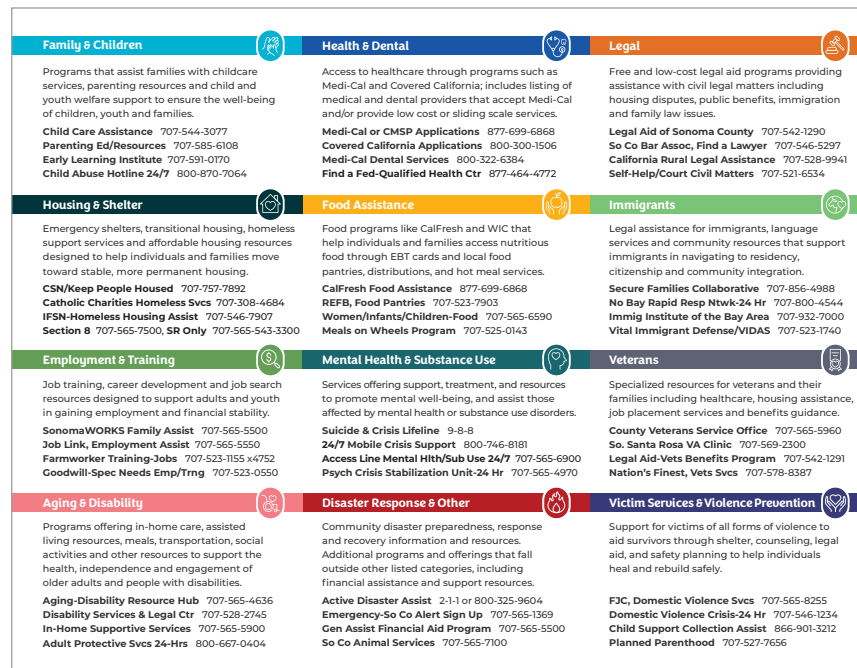 Family & Children
Programs that assist families with childcare
services, parenting resources and child and
youth welfare support to ensure the well-being
of children, youth and families.
Child Care Assistance 707-544-3077
Parenting Ed/Resources 707-585-6108
Early Learning Institute 707-591-0170
Child Abuse Hotline 24/7 800-870-7064
Health & Dental
Access to healthcare through programs such as
Medi-Cal and Covered California; includes listing of
medical and dental providers that accept Medi-Cal
and/or provide low cost or sliding scale services.
Medi-Cal or CMSP Applications 877-699-6868
Covered California Applications 800-300-1506
Medi-Cal Dental Services 800-322-6384
Find a Fed-Qualified Health Ctr 877-464-4772
Legal
Free and low-cost legal aid programs providing
assistance with civil legal matters including
housing disputes, public benefits, immigration
and family law issues.
Legal Aid of Sonoma County 707-542-1290
So Co Bar Assoc, Find a Lawyer 707-546-5297
California Rural Legal Assistance 707-528-9941
Self-Help/Court Civil Matters 707-521-6534
Housing & Shelter
Emergency shelters, transitional housing, homeless
support services and affordable housing resources
designed to help individuals and families move
toward stable, more permanent housing.
CSN/Keep People Housed 707-757-7892
Catholic Charities Homeless Svcs 707-308-4684
IFSN-Homeless Housing Assist 707-546-7907
Section 8 707-565-7500, SR Only 707-565-543-3300
Food Assistance
Food programs like CalFresh and WIC that
help individuals and families access nutritious
food through EBT cards and local food
pantries, distributions, and hot meal services.
CalFresh Food Assistance 877-699-6868
REFB, Food Pantries 707-523-7903
Women/Infants/Children-Food 707-565-6590
Meals on Wheels Program 707-525-0143
Immigrants
Legal assistance for immigrants, language
services and community resources that support
immigrants in navigating to residency,
citizenship and community integration.
Secure Families Collaborative 707-856-4988
No Bay Rapid Resp Ntwk-24 Hr 707-800-4544
Immig Institute of the Bay Area 707-932-7000
Vital Immigrant Defense/VIDAS 707-523-1740
Employment & Training
Job training, career development and job search
resources designed to support adults and youth
in gaining employment and financial stability.
SonomaWORKS Family Assist 707-565-5500
Job Link, Employment Assist 707-565-5550
Farmworker Training-Jobs 707-523-1155 x4752
Goodwill-Spec Needs Emp/Trng 707-523-0550
Mental Health & Substance Use
Services offering support, treatment, and resources
to promote mental well-being, and assist those
affected by mental health or substance use disorders.
Suicide & Crisis Lifeline 9-8-8
24/7 Mobile Crisis Support 800-746-8181
Access Line Mental Hlth/Sub Use 24/7 707-565-6900
Psych Crisis Stabilization Unit-24 Hr 707-565-4970
Veterans
Specialized resources for veterans and their
families including healthcare, housing assistance,
job placement services and benefits guidance.
County Veterans Service Office 707-565-5960
So. Santa Rosa VA Clinic 707-569-2300
Legal Aid-Vets Benefits Program 707-542-1291
Nation's Finest, Vets Svcs 707-578-8387
Aging & Disability
Programs offering in-home care, assisted
living resources, meals, transportation, social
activities and other resources to support the
health, independence and engagement of
older adults and people with disabilities.
Aging-Disability Resource Hub 707-565-4636
Disability Services & Legal Ctr 707-528-2745
In-Home Supportive Services 707-565-5900
Adult Protective Svcs 24-Hrs 800-667-0404
Disaster Response & Other
Community disaster preparedness, response
and recovery information and resources.
Additional programs and offerings that fall
outside other listed categories, including
financial assistance and support resources.
Active Disaster Assist 2-1-1 or 800-325-9604
Emergency-So Co Alert Sign Up 707-565-1369
Gen Assist Financial Aid Program 707-565-5500
So Co Animal Services 707-565-7100
Victim Services & Violence Prevention
Support for victims of all forms of violence to
aid survivors through shelter, counseling, legal
aid, and safety planning to help individuals
heal and rebuild safely.
FJC, Domestic Violence Svcs 707-565-8255
Domestic Violence Crisis-24 Hr 707-546-1234
Child Support Collection Assist 866-901-3212
Planned Parenthood 707-527-7656